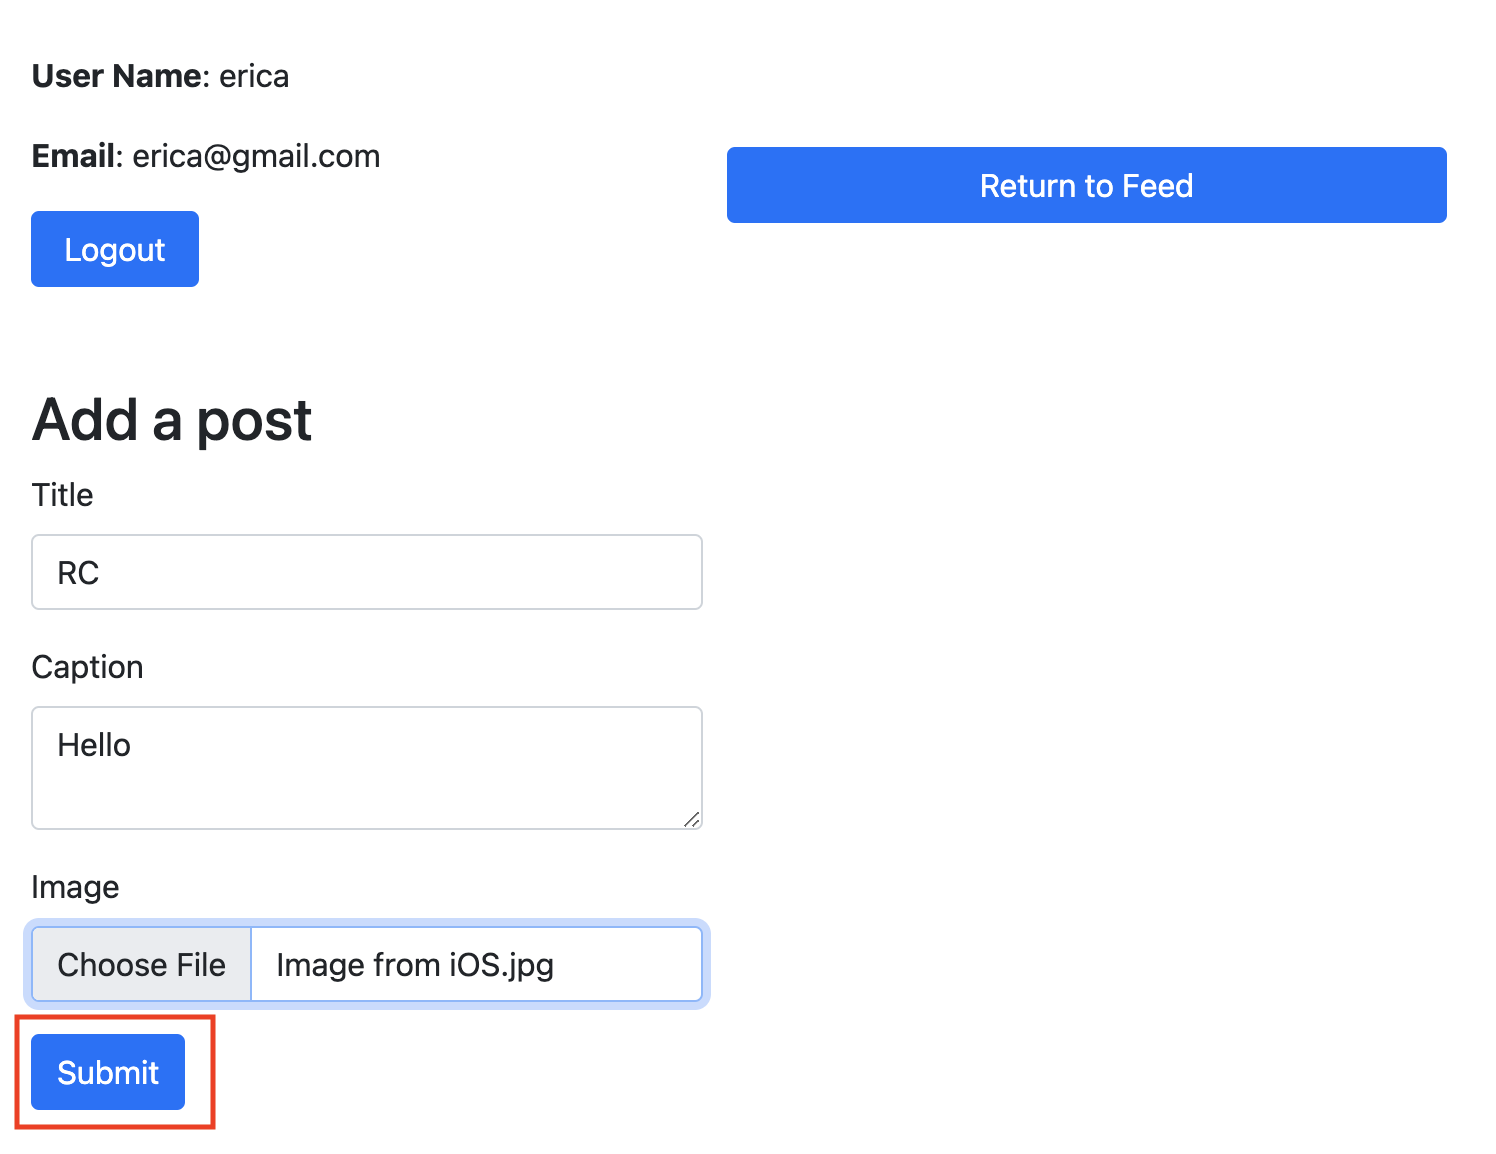 User Name: erica
Email: erica@gmail.com
Return to Feed
Logout
Add a post
Title
RC
Caption
Hello
Image
Choose File Image from iOS.jpg
Submit